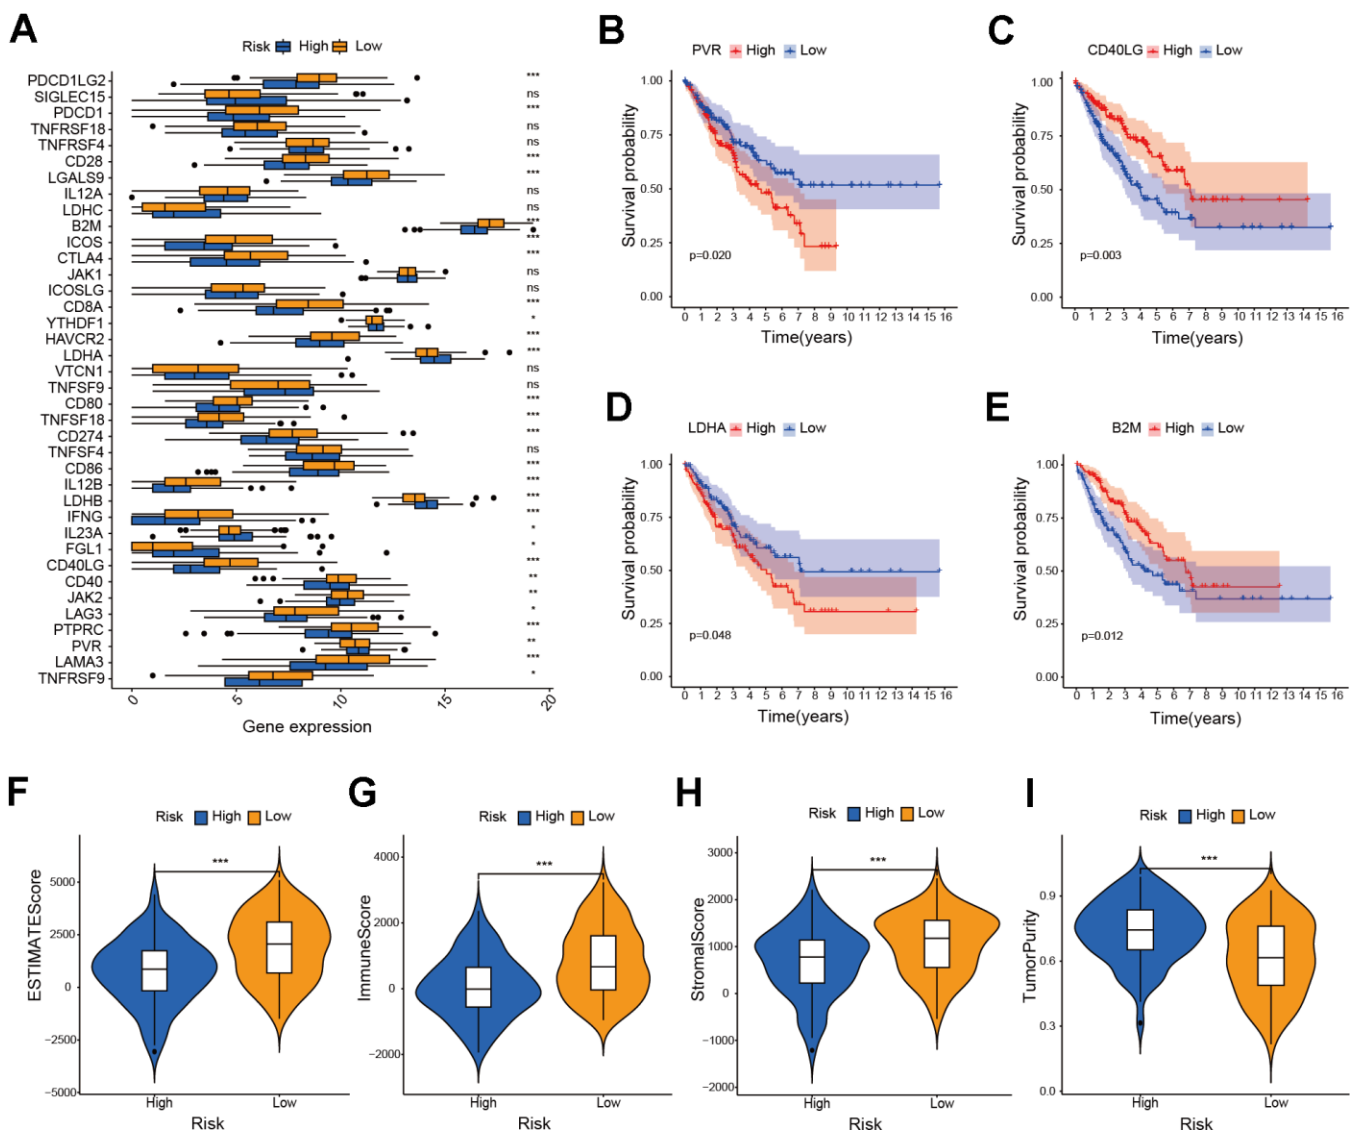 A
Risk High Low
PDCD1LG2 ***
SIGLEC15 ns
PDCD1 ***
TNFRSF18 ns
TNFRSF4 ns
CD28 ***
LGALS9 ***
IL12A ns
LDHC ns
B2M ***
ICOS ***
CTLA4 ***
JAK1 ns
ICOSLG ns
CD8A ***
YTHDF1 *
HAVCR2 ***
LDHA ***
VTCN1 ns
TNFSF9 ns
CD80 ***
TNFSF18 ***
CD274 ***
TNFSF4 ns
CD86 ***
IL12B ***
LDHB ***
IFNG ***
IL23A *
FGL1 *
CD40LG ***
CD40 **
JAK2 **
LAG3 *
PTPRC ***
PVR **
LAMA3 ***
TNFRSF9 *
0 5 10 15 20
Gene expression
B
PVR High Low
Survival probability
1.00
0.75
0.50
0.25
0.00
p=0.020
0 1 2 3 4 5 6 7 8 9 10 11 12 13 14 15 16
Time(years)
C
CD40LG High Low
Survival probability
1.00
0.75
0.50
0.25
0.00
p=0.003
0 1 2 3 4 5 6 7 8 9 10 11 12 13 14 15 16
Time(years)
D
LDHA High Low
Survival probability
1.00
0.75
0.50
0.25
0.00
p=0.048
0 1 2 3 4 5 6 7 8 9 10 11 12 13 14 15 16
Time(years)
E
B2M High Low
Survival probability
1.00
0.75
0.50
0.25
0.00
p=0.012
0 1 2 3 4 5 6 7 8 9 10 11 12 13 14 15 16
Time(years)
F
Risk High Low
***
ESTIMATEScore
5000
2500
0
−2500
−5000
High Low
Risk
G
Risk High Low
***
ImmuneScore
4000
2000
0
−2000
High Low
Risk
H
Risk High Low
***
StromalScore
3000
2000
1000
0
−1000
−2000
High Low
Risk
I
Risk High Low
***
TumorPurity
0.9
0.6
0.3
0.0
High Low
Risk